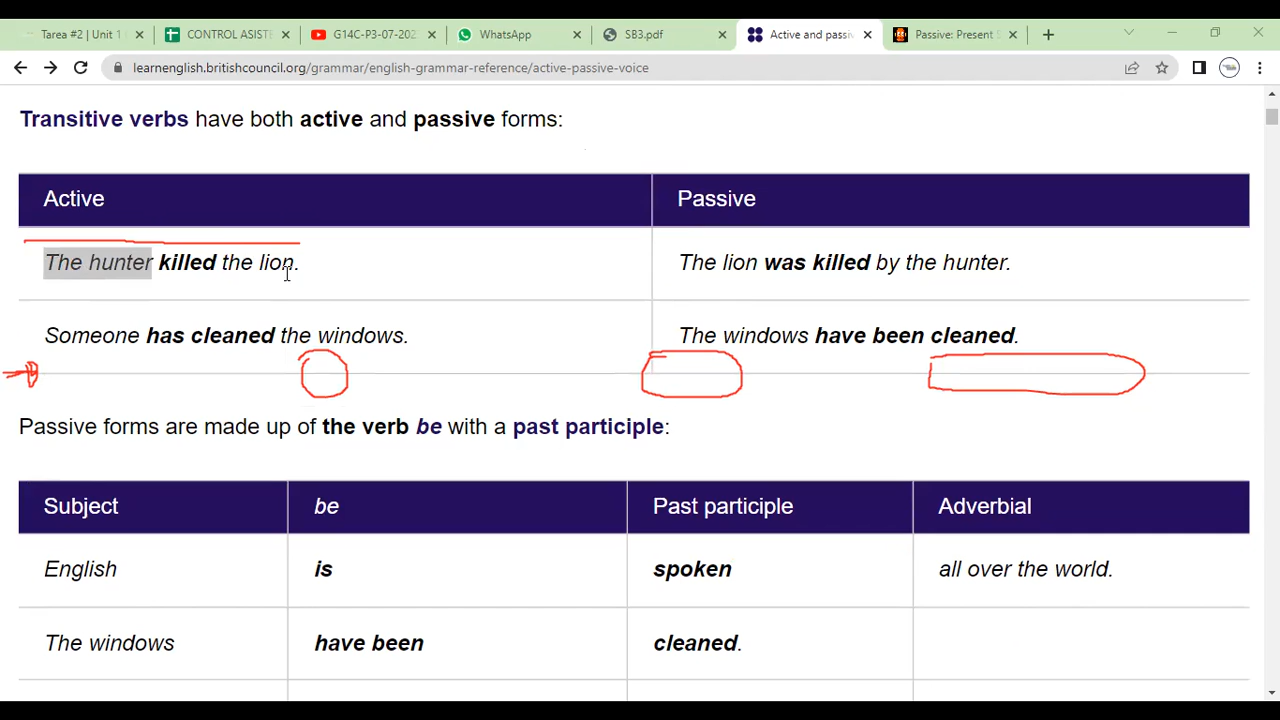 Tarea #2 | Unit 1 | CONTROL ASISTE G14C-P3-07-202 WhatsApp SB3.pdf Active and passiv Passive: Present S
learnenglish.britishcouncil.org/grammar/english-grammar-reference/active-passive-voice
Transitive verbs have both active and passive forms:
Active Passive
The hunter killed the lion. The lion was killed by the hunter.
Someone has cleaned the windows. The windows have been cleaned.
Passive forms are made up of the verb be with a past participle:
Subject be Past participle Adverbial
English is spoken all over the world.
The windows have been cleaned.